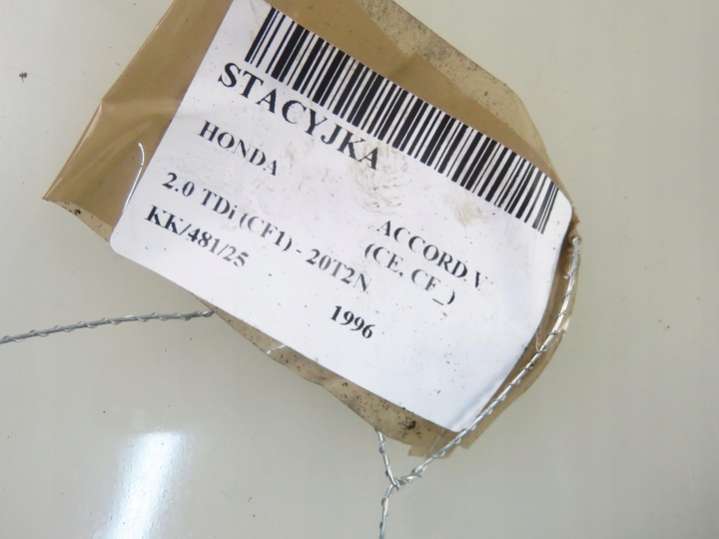 STACYJKA
HONDA
ACCORD V
(CE, CF_)
2.0 TDi (CF1) - 20T2N
KK/481/25
1996